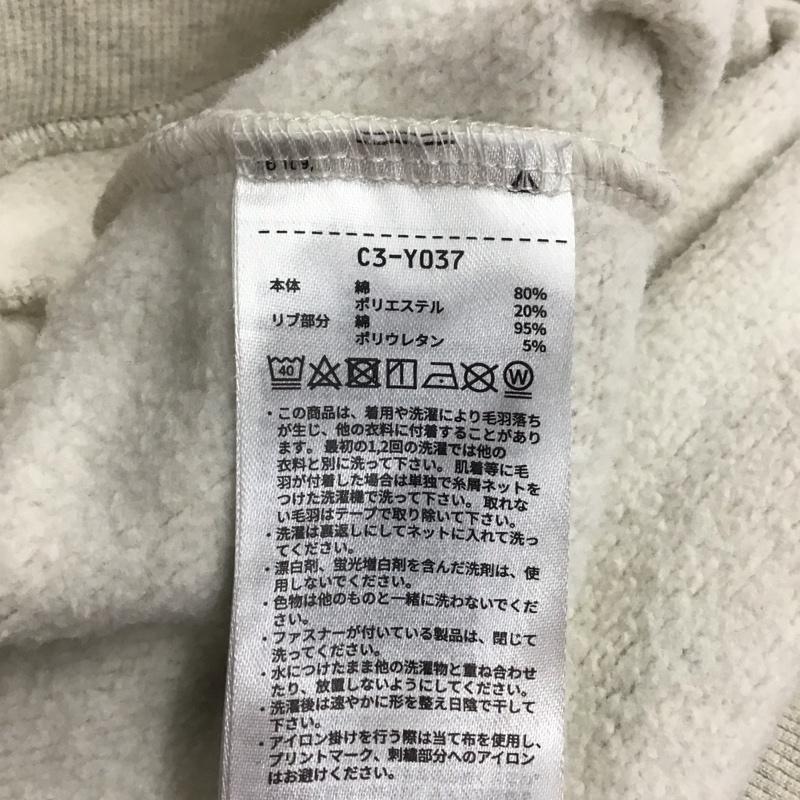 C3-Y037
本体 綿 80%
ポリエステル 20%
リブ部分 綿 95%
ポリウレタン 5%
40 W
・この商品は、着用や洗濯により毛羽落ち
が生じ、他の衣料に付着することがあり
ます。 最初の1,2回の洗濯では他の
衣料と別に洗って下さい。 肌着等に毛
羽が付着した場合は単独で糸屑ネットを
つけた洗濯機で洗って下さい。 取れな
い毛羽はテープで取り除いて下さい。
・洗濯は裏返しにしてネットに入れて洗っ
てください。
・漂白剤、蛍光増白剤を含んだ洗剤は、使
用しないでください。
・色物は他のものと一緒に洗わないでくだ
さい。
・ファスナーが付いている製品は、閉じて
洗ってください。
・水につけたまま他の洗濯物と重ね合わせ
たり、放置しないようにしてください。
・洗濯後は速やかに形を整え日陰で干して
下さい。
・アイロン掛けを行う際は当て布を使用し、
プリントマーク、刺繍部分へのアイロン
はお避けください。